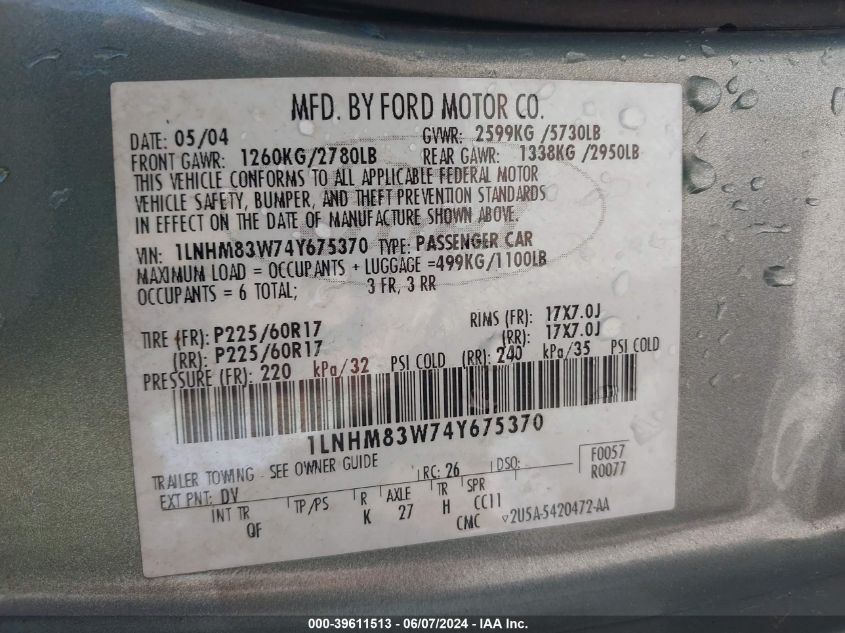 MFD. BY FORD MOTOR CO.
DATE: 05/04 GVWR: 2599KG /5730LB
FRONT GAWR: 1260KG/2780LB REAR GAWR: 1338KG /2950LB
THIS VEHICLE CONFORMS TO ALL APPLICABLE FEDERAL MOTOR
VEHICLE SAFETY, BUMPER, AND THEFT PREVENTION STANDARDS
IN EFFECT ON THE DATE OF MANUFACTURE SHOWN ABOVE.
VIN: 1LNHM83W74Y675370 TYPE: PASSENGER CAR
MAXIMUM LOAD = OCCUPANTS + LUGGAGE =499KG/1100LB
OCCUPANTS = 6 TOTAL; 3 FR, 3 RR
TIRE (FR): P225/60R17 RIMS (FR): 17X7.0J
(RR): P225/60R17 (RR): 17X7.0J
PRESSURE (FR): 220 kPa/32 PSI COLD (RR): 240 kPa/35 PSI COLD
1LNHM83W74Y675370
TRAILER TOWING - SEE OWNER GUIDE RC: 26 DSO: F0057
R0077
EXT PNT: DV
INT TR TP/PS R AXLE TR SPR
QF K 27 H CC11
CMC ▽2U5A-5420472-AA
000-39611513 - 06/07/2024 - IAA Inc.